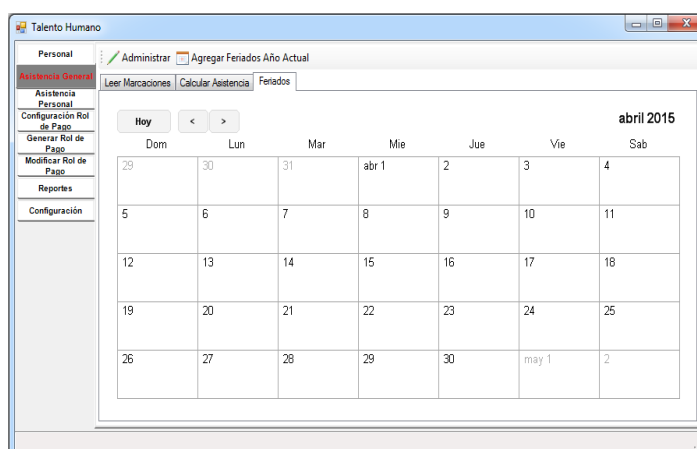 Talento Humano
Personal
Asistencia General
Asistencia
Personal
Configuración Rol
de Pago
Generar Rol de
Pago
Modificar Rol de
Pago
Reportes
Configuración
Administrar Agregar Feriados Año Actual
Leer Marcaciones Calcular Asistencia Feriados
Hoy < > abril 2015
Dom Lun Mar Mie Jue Vie Sab
29 30 31 abr 1 2 3 4
5 6 7 8 9 10 11
12 13 14 15 16 17 18
19 20 21 22 23 24 25
26 27 28 29 30 may 1 2